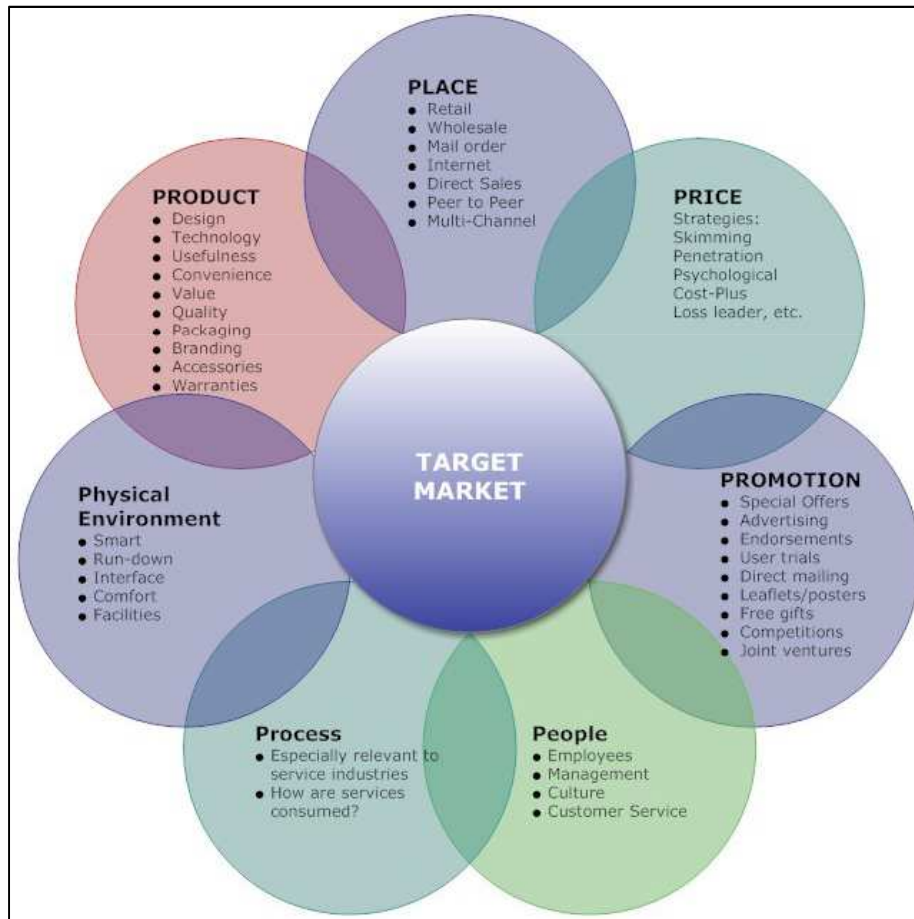 PLACE
● Retail
● Wholesale
● Mail order
● Internet
● Direct Sales
● Peer to Peer
● Multi-Channel
PRODUCT
● Design
● Technology
● Usefulness
● Convenience
● Value
● Quality
● Packaging
● Branding
● Accessories
● Warranties
PRICE
Strategies:
Skimming
Penetration
Psychological
Cost-Plus
Loss leader, etc.
TARGET
MARKET
Physical
Environment
● Smart
● Run-down
● Interface
● Comfort
● Facilities
PROMOTION
● Special Offers
● Advertising
● Endorsements
● User trials
● Direct mailing
● Leaflets/posters
● Free gifts
● Competitions
● Joint ventures
Process
● Especially relevant to
service industries
● How are services
consumed?
People
● Employees
● Management
● Culture
● Customer Service